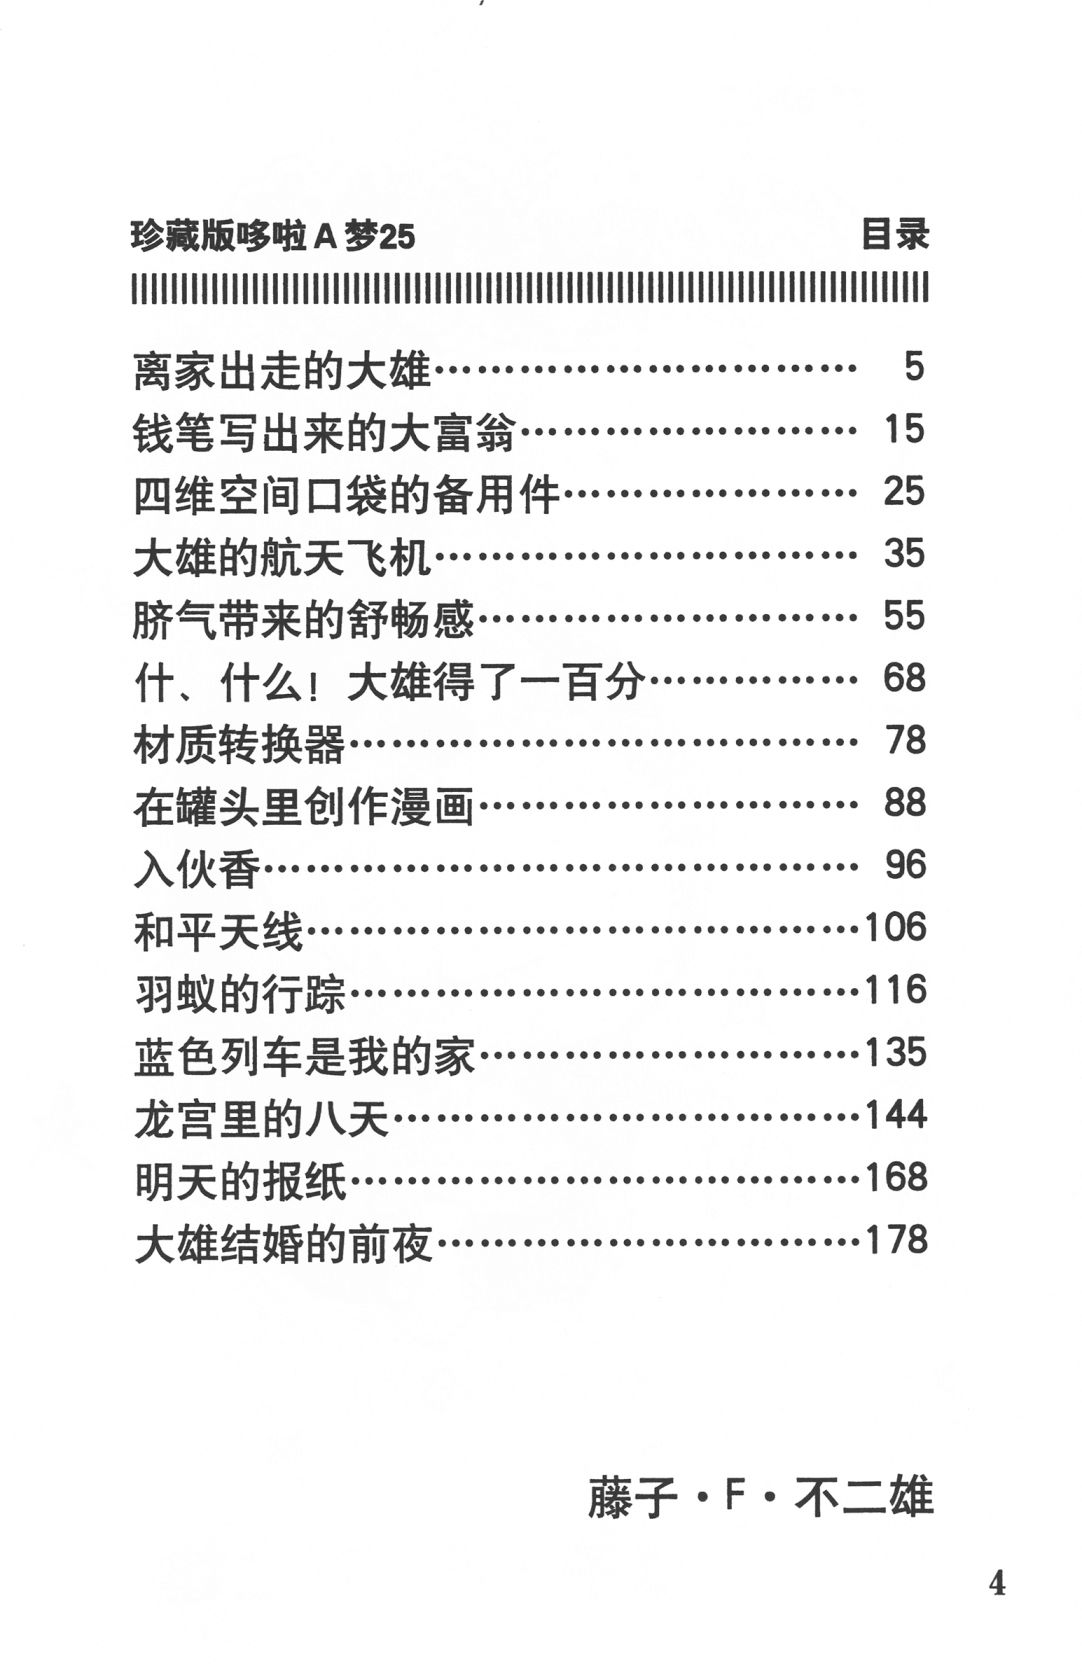 珍藏版哆啦A梦25 目录
离家出走的大雄…………………………… 5
钱笔写出来的大富翁……………………… 15
四维空间口袋的备用件…………………… 25
大雄的航天飞机…………………………… 35
脐气带来的舒畅感………………………… 55
什、什么！大雄得了一百分…………… 68
材质转换器………………………………… 78
在罐头里创作漫画………………………… 88
入伙香……………………………………… 96
和平天线……………………………………106
羽蚁的行踪…………………………………116
蓝色列车是我的家…………………………135
龙宫里的八天………………………………144
明天的报纸…………………………………168
大雄结婚的前夜……………………………178
藤子·F·不二雄
4